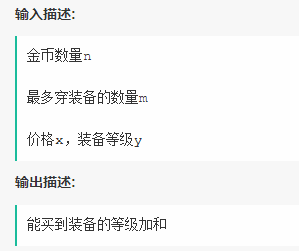 输入描述:
金币数量n
最多穿装备的数量m
价格x，装备等级y
输出描述:
能买到装备的等级加和